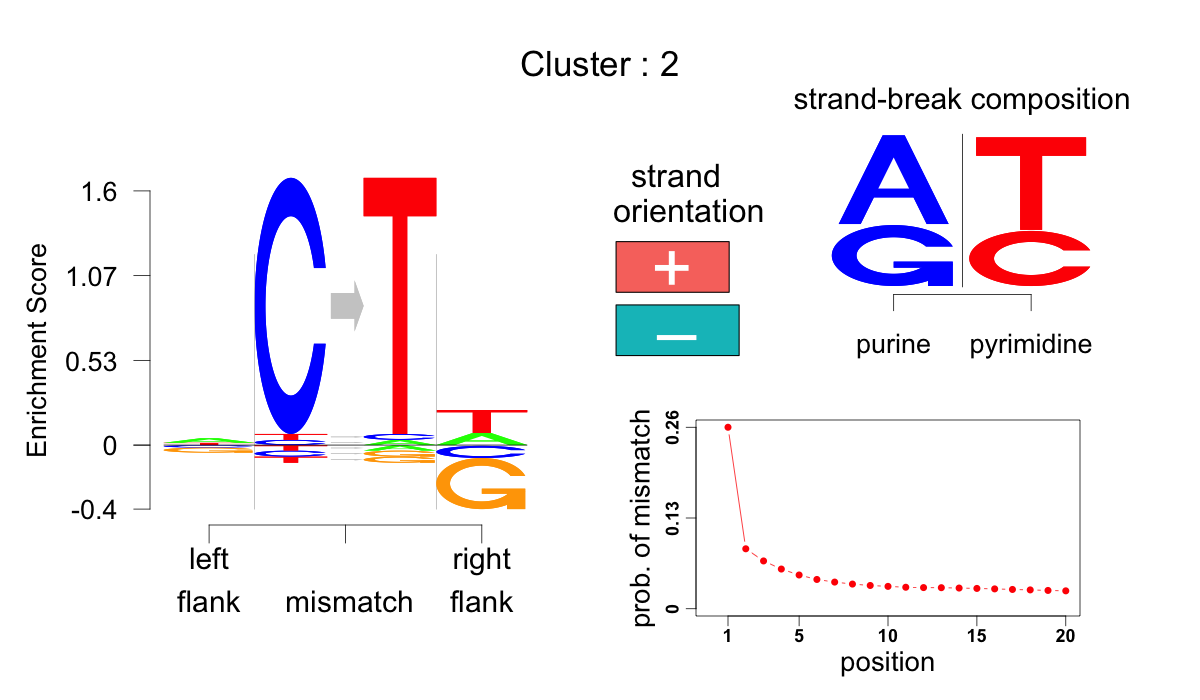 Cluster : 2
strand-break composition
A T
G C
purine pyrimidine
strand
orientation
+
−
Enrichment Score
1.6
1.07
0.53
0
-0.4
C T
T
A
C
G
left
flank
mismatch
right
flank
prob. of mismatch
0.26
0.13
0
1 5 10 15 20
position